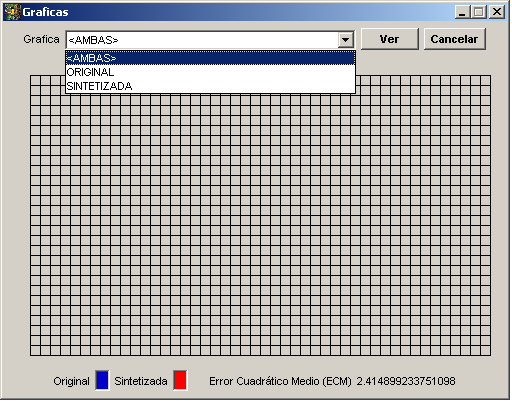 Graficas
Grafica <AMBAS> Ver Cancelar
<AMBAS>
ORIGINAL
SINTETIZADA
Original Sintetizada Error Cuadrático Medio (ECM) 2.414899233751098